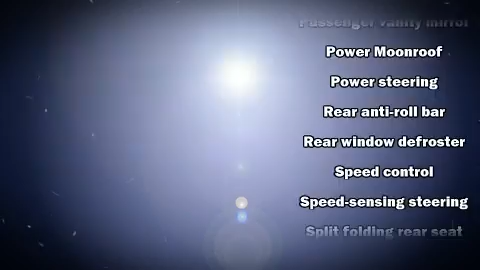 Passenger vanity mirror
Power Moonroof
Power steering
Rear anti-roll bar
Rear window defroster
Speed control
Speed-sensing steering
Split folding rear seat